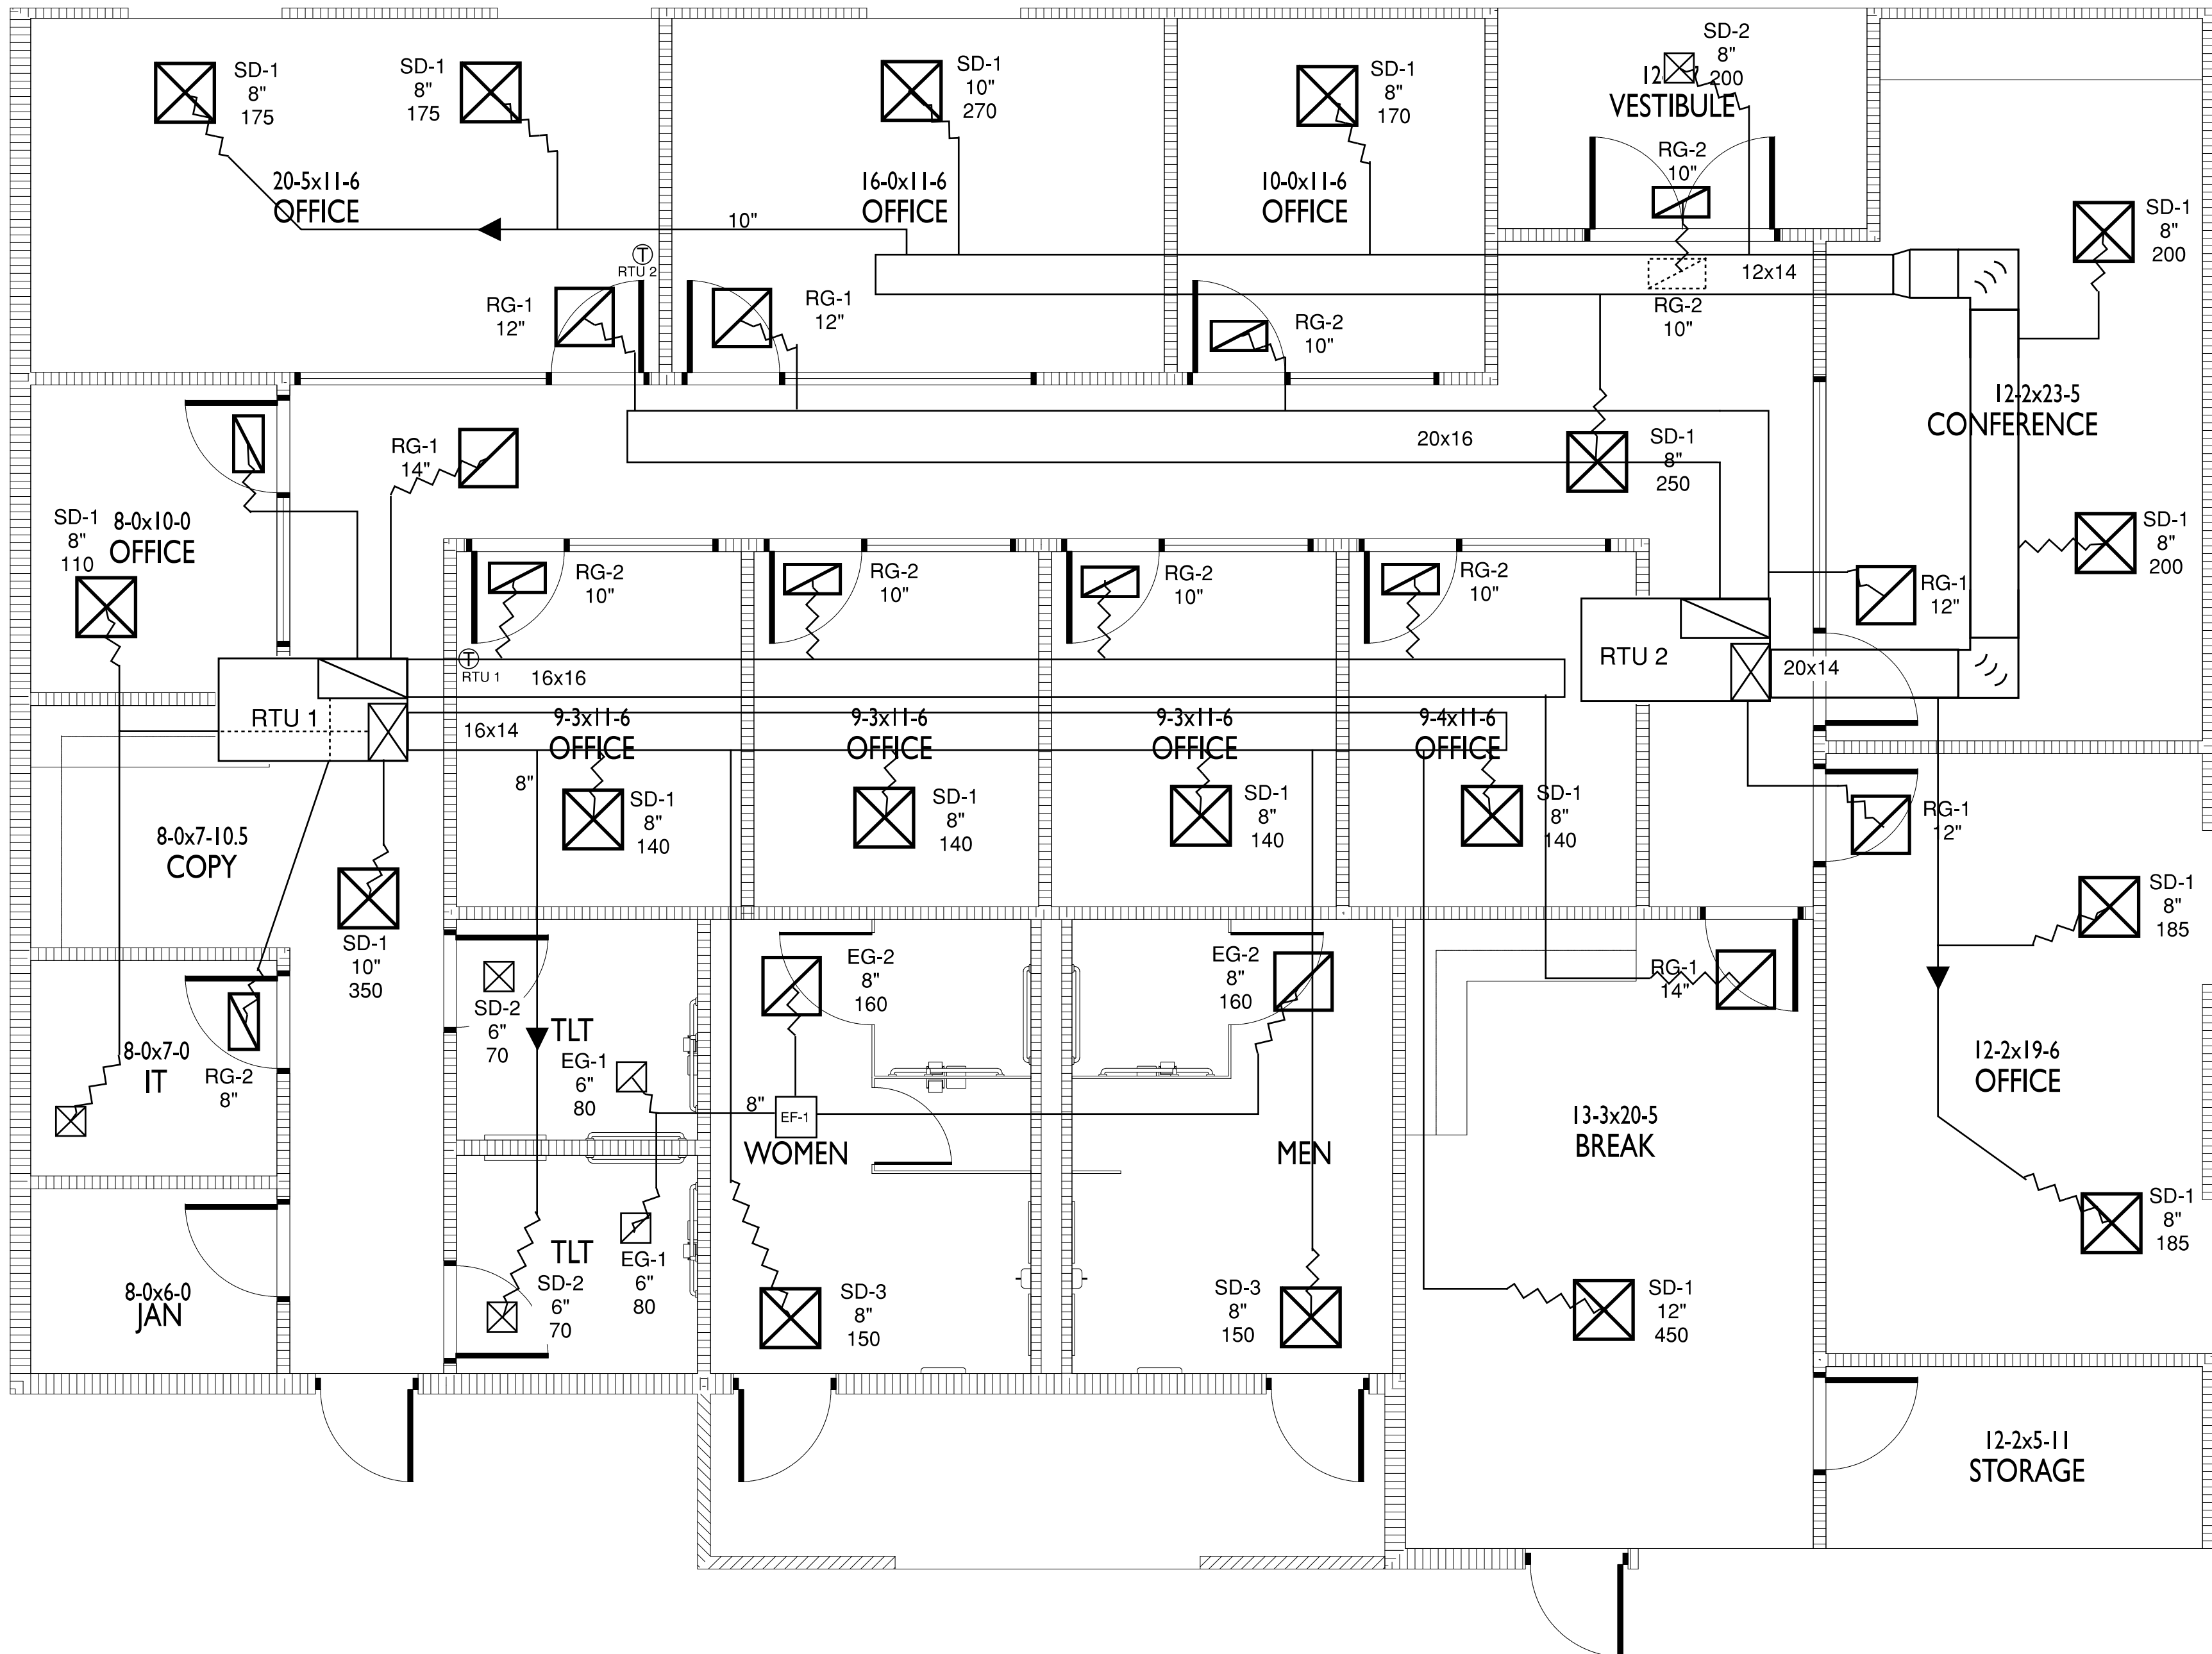 SD-1
8"
175
SD-1
8"
175
20-5x11-6
OFFICE
SD-1
10"
270
16-0x11-6
OFFICE
10"
SD-1
8"
170
10-0x11-6
OFFICE
SD-2
8"
200
VESTIBULE
RG-2
10"
12x14
RG-2
10"
SD-1
8"
200
T
RTU 2
RG-1
12"
RG-1
12"
RG-2
10"
12-2x23-5
CONFERENCE
RG-1
14"
20x16
SD-1
8"
250
SD-1
8"
110
8-0x10-0
OFFICE
SD-1
8"
200
RG-2
10"
RG-2
10"
RG-2
10"
RG-2
10"
RG-1
12"
RTU 2
20x14
T
RTU 1
16x16
RTU 1
16x14
9-3x11-6
OFFICE
9-3x11-6
OFFICE
9-3x11-6
OFFICE
9-4x11-6
OFFICE
8"
SD-1
8"
140
SD-1
8"
140
SD-1
8"
140
SD-1
8"
140
RG-1
12"
8-0x7-10.5
COPY
SD-1
10"
350
SD-1
8"
185
SD-2
6"
70
TLT
EG-1
6"
80
EG-2
8"
160
EG-2
8"
160
RG-1
14"
8-0x7-0
IT
RG-2
8"
8"
EF-1
WOMEN
MEN
13-3x20-5
BREAK
12-2x19-6
OFFICE
SD-1
8"
185
8-0x6-0
JAN
TLT
SD-2
6"
70
EG-1
6"
80
SD-3
8"
150
SD-3
8"
150
SD-1
12"
450
12-2x5-11
STORAGE